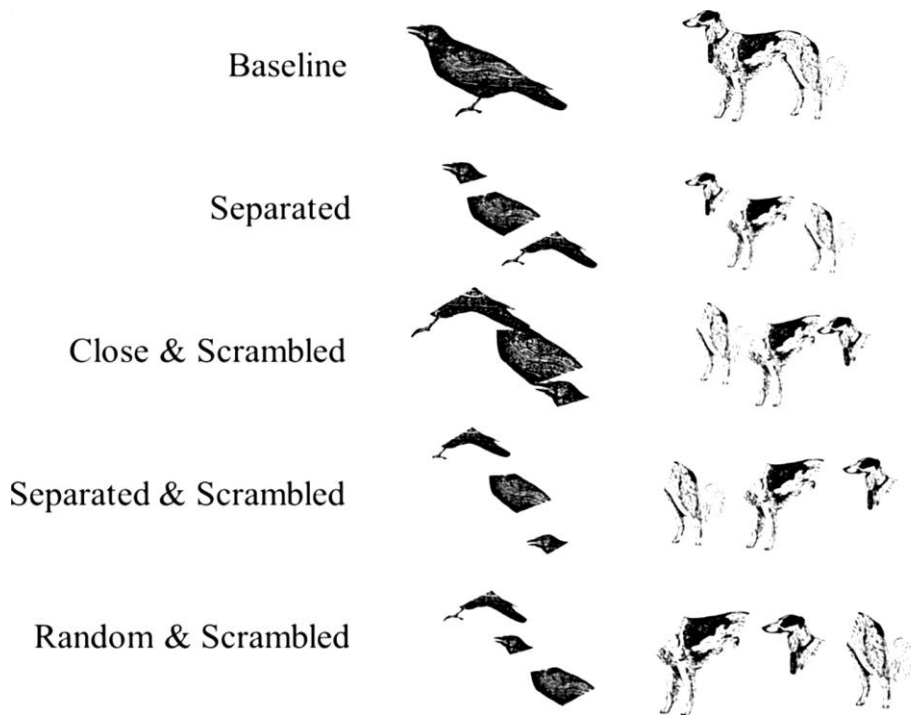 Baseline
Separated
Close & Scrambled
Separated & Scrambled
Random & Scrambled